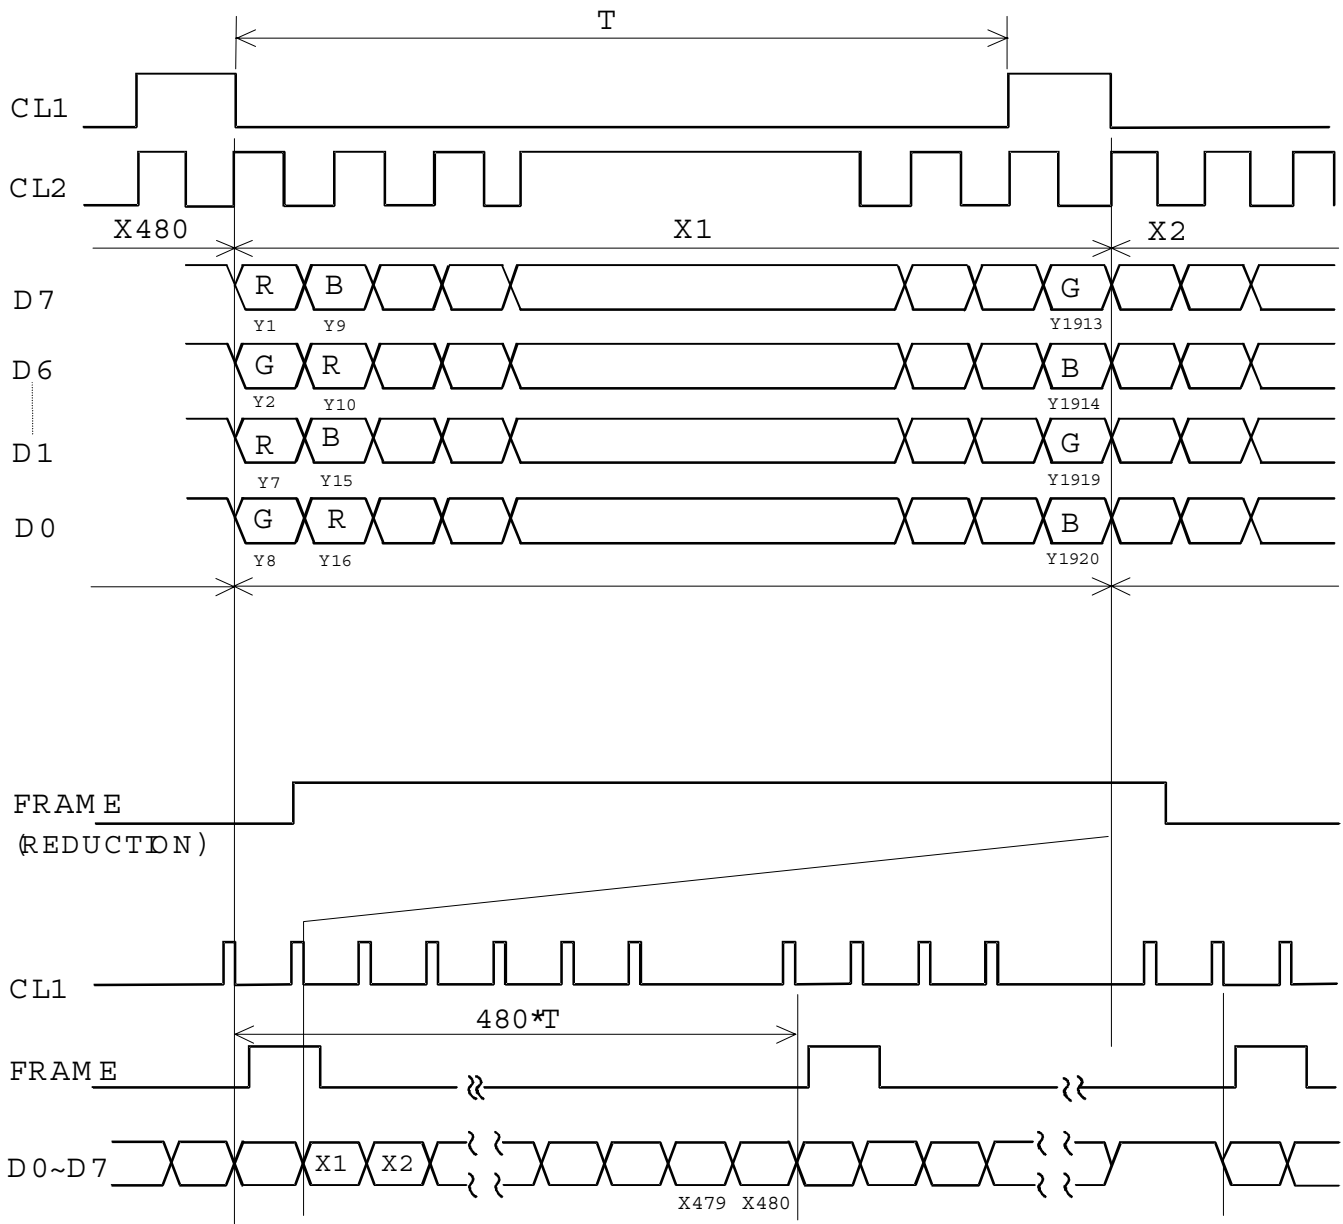 T
CL1
CL2
X480 X1 X2
D7 R B G
Y1 Y9 Y1913
D6 G R B
Y2 Y10 Y1914
D1 R B G
Y7 Y15 Y1919
D0 G R B
Y8 Y16 Y1920
FRAME
(REDUCTION)
CL1
480*T
FRAME
D0~D7 X1 X2
X479 X480